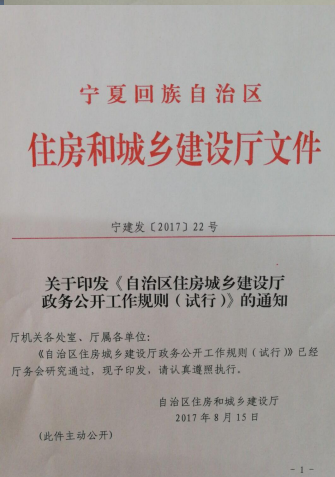 宁夏回族自治区
住房和城乡建设厅文件
宁建发〔2017〕22号
关于印发《自治区住房城乡建设厅
政务公开工作规则(试行)》的通知
厅机关各处室、厅属各单位:
《自治区住房城乡建设厅政务公开工作规则(试行)》已经
厅务会研究通过,现予印发,请认真遵照执行。
自治区住房和城乡建设厅
2017年8月15日
(此件主动公开)
- 1 -